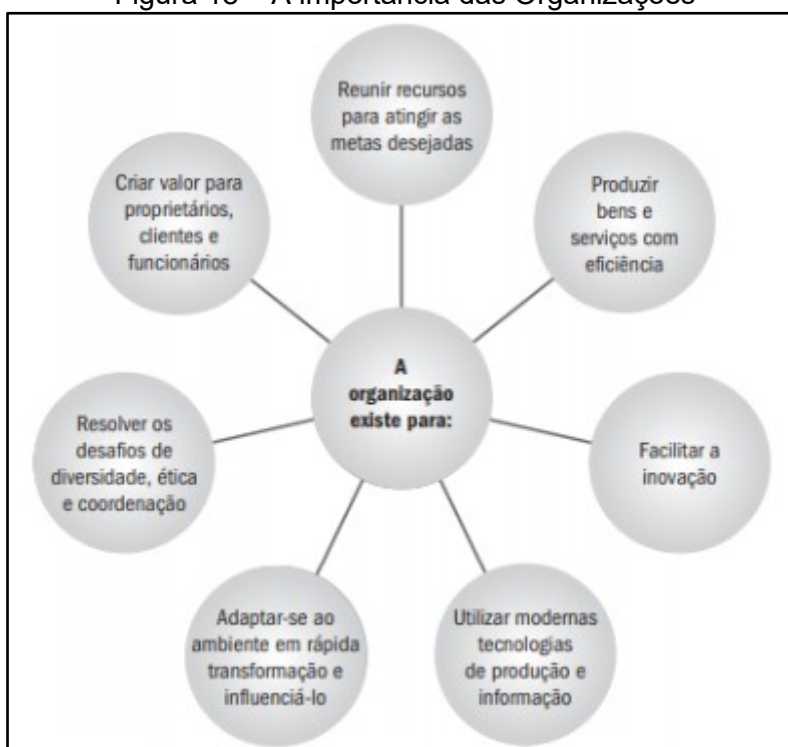 Figura 18 – A Importância das Organizações
Reunir recursos
para atingir as
metas desejadas
Produzir
bens e
serviços com
eficiência
Facilitar a
inovação
Utilizar modernas
tecnologias
de produção e
informação
Adaptar-se ao
ambiente em rápida
transformação e
influenciá-lo
Resolver os
desafios de
diversidade, ética
e coordenação
Criar valor para
proprietários,
clientes e
funcionários
A
organização
existe para: